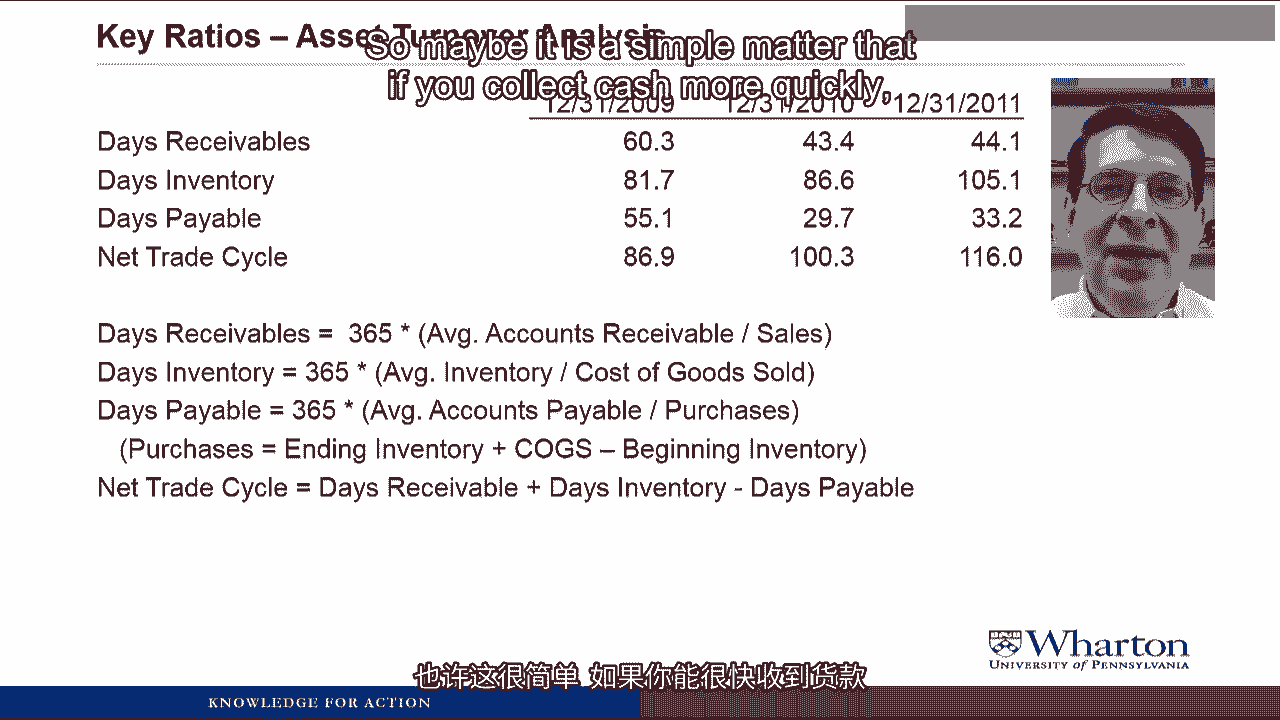 Key Ratios – Asset Turnover Analysis
So maybe it is a simple matter that
if you collect cash more quickly,
12/31/2009 12/31/2010 12/31/2011
Days Receivables 60.3 43.4 44.1
Days Inventory 81.7 86.6 105.1
Days Payable 55.1 29.7 33.2
Net Trade Cycle 86.9 100.3 116.0
Days Receivables = 365 * (Avg. Accounts Receivable / Sales)
Days Inventory = 365 * (Avg. Inventory / Cost of Goods Sold)
Days Payable = 365 * (Avg. Accounts Payable / Purchases)
(Purchases = Ending Inventory + COGS – Beginning Inventory)
Net Trade Cycle = Days Receivable + Days Inventory - Days Payable
Wharton
UNIVERSITY of PENNSYLVANIA
也许这很简单 如果你能很快收到货款
KNOWLEDGE FOR ACTION